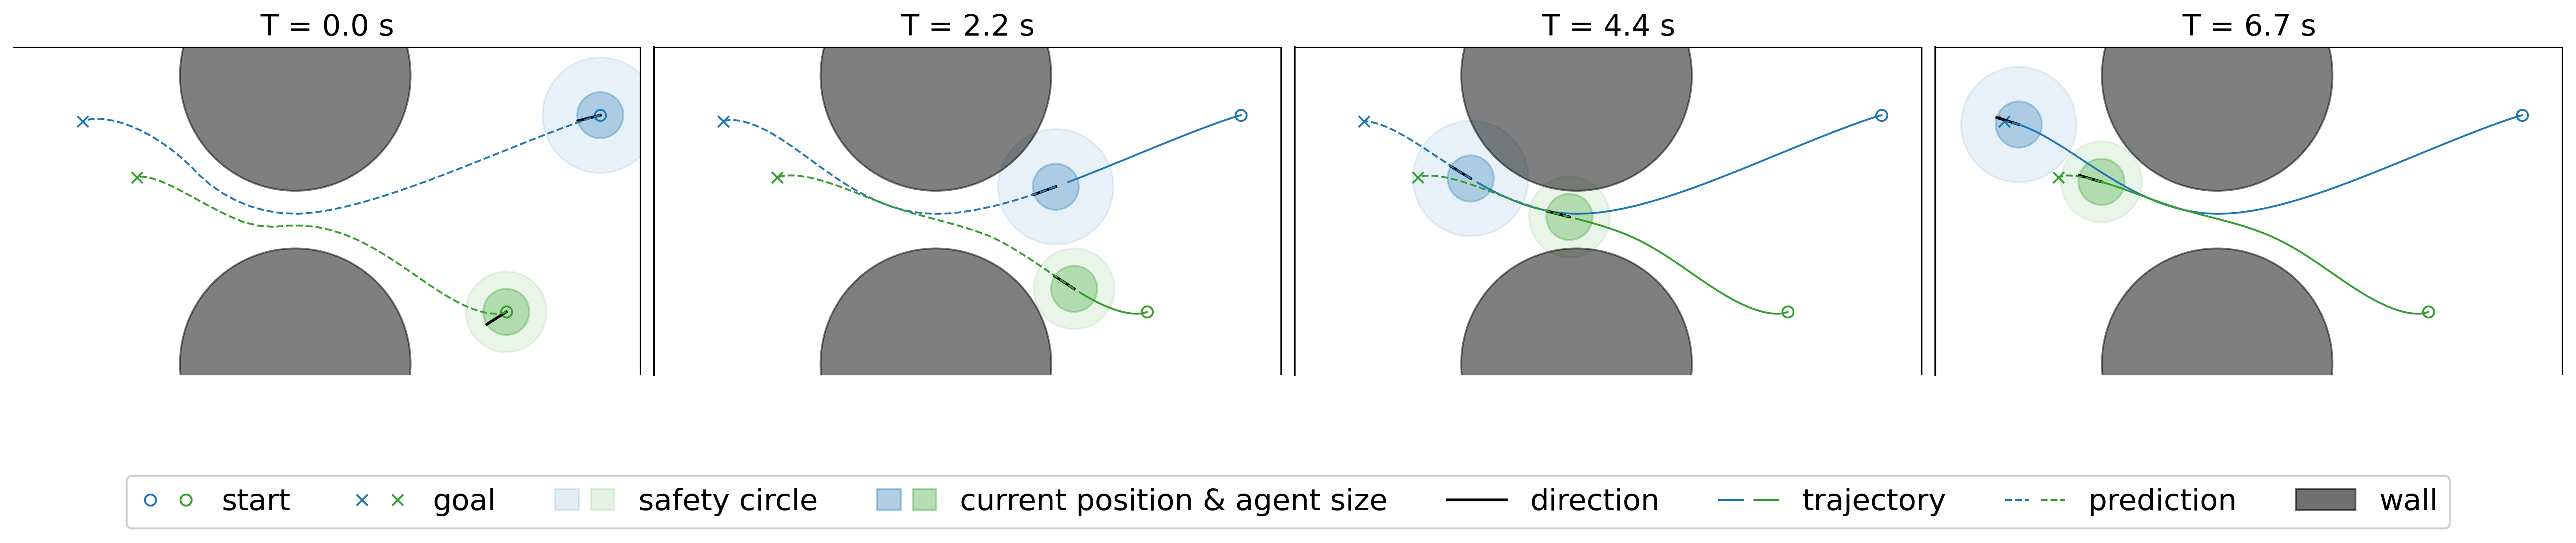 T = 0.0 s
T = 2.2 s
T = 4.4 s
T = 6.7 s
start goal safety circle current position & agent size direction trajectory prediction wall